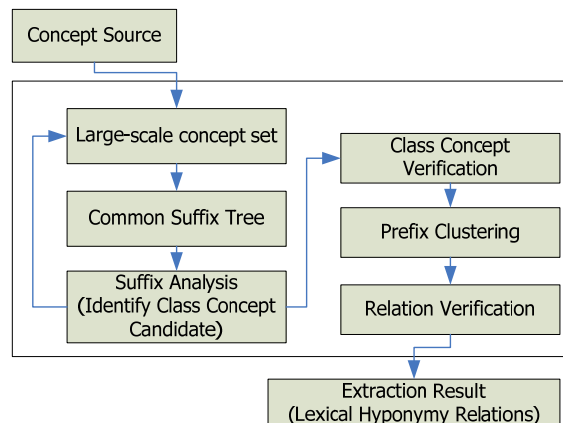 Concept Source
Large-scale concept set
Common Suffix Tree
Suffix Analysis
(Identify Class Concept
Candidate)
Class Concept
Verification
Prefix Clustering
Relation Verification
Extraction Result
(Lexical Hyponymy Relations)